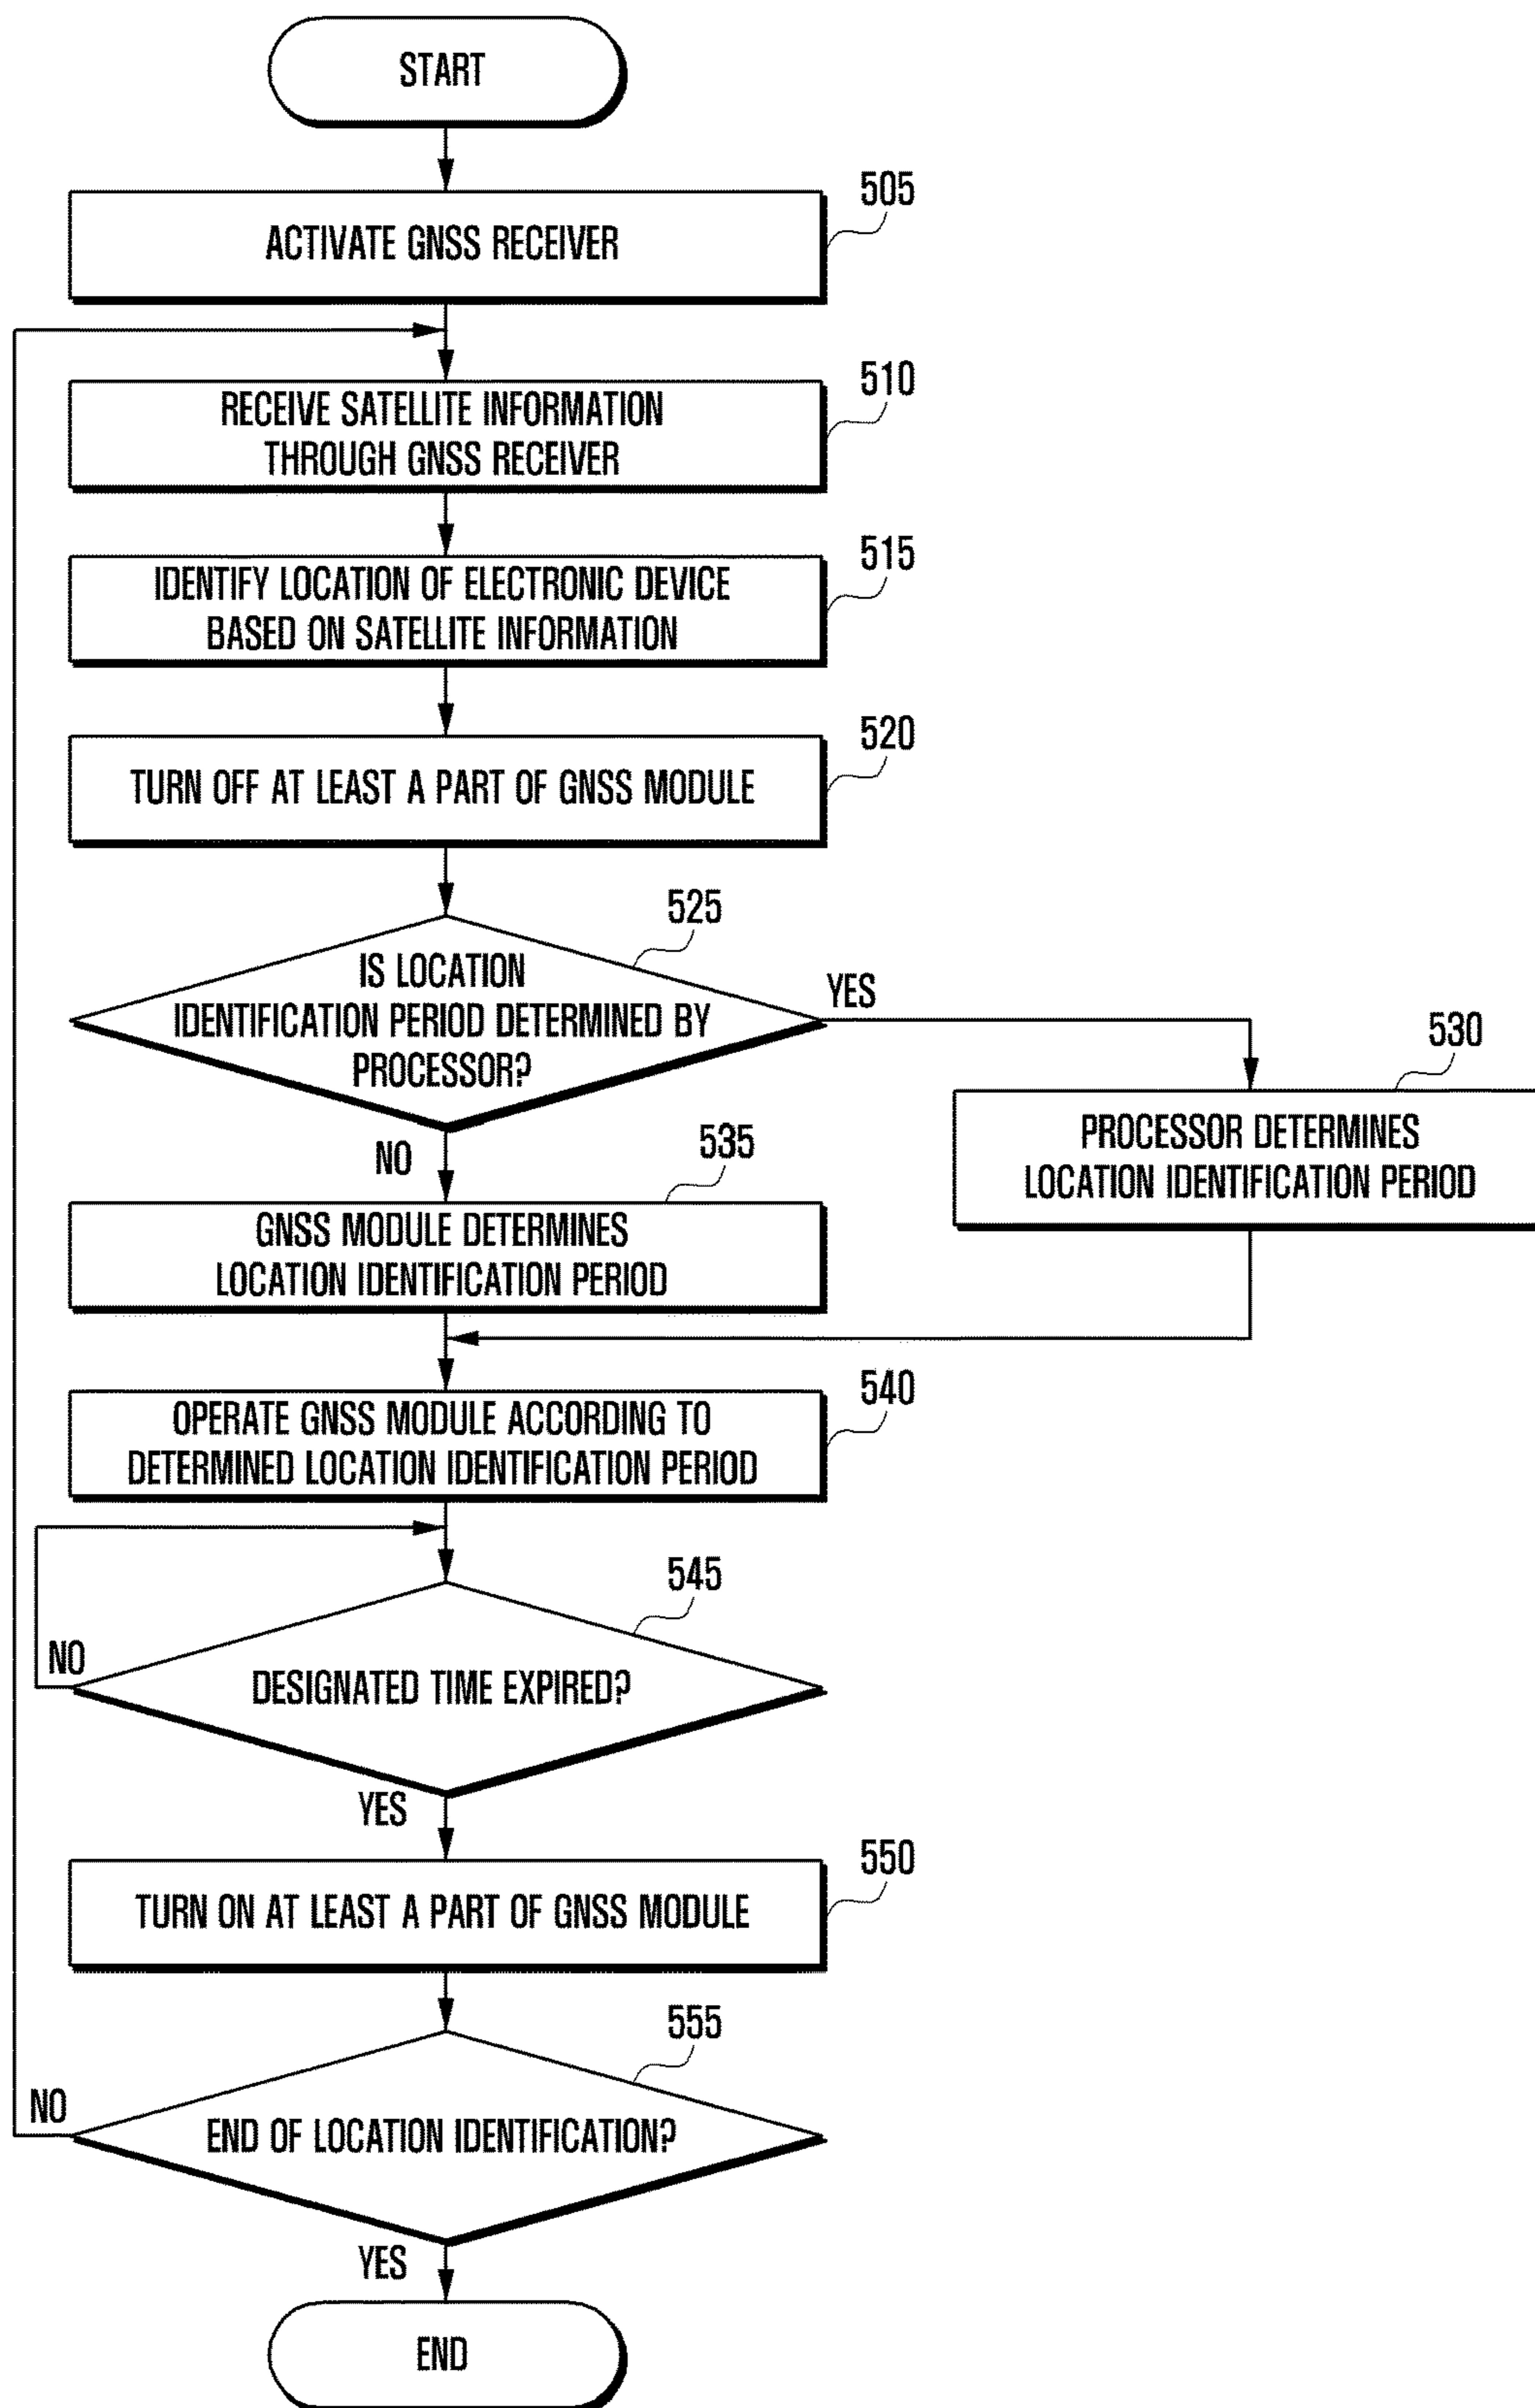 START
505
ACTIVATE GNSS RECEIVER
510
RECEIVE SATELLITE INFORMATION
THROUGH GNSS RECEIVER
515
IDENTIFY LOCATION OF ELECTRONIC DEVICE
BASED ON SATELLITE INFORMATION
520
TURN OFF AT LEAST A PART OF GNSS MODULE
525
IS LOCATION
IDENTIFICATION PERIOD DETERMINED BY
PROCESSOR?
YES
530
PROCESSOR DETERMINES
LOCATION IDENTIFICATION PERIOD
NO
535
GNSS MODULE DETERMINES
LOCATION IDENTIFICATION PERIOD
540
OPERATE GNSS MODULE ACCORDING TO
DETERMINED LOCATION IDENTIFICATION PERIOD
545
NO
DESIGNATED TIME EXPIRED?
YES
550
TURN ON AT LEAST A PART OF GNSS MODULE
555
NO
END OF LOCATION IDENTIFICATION?
YES
END